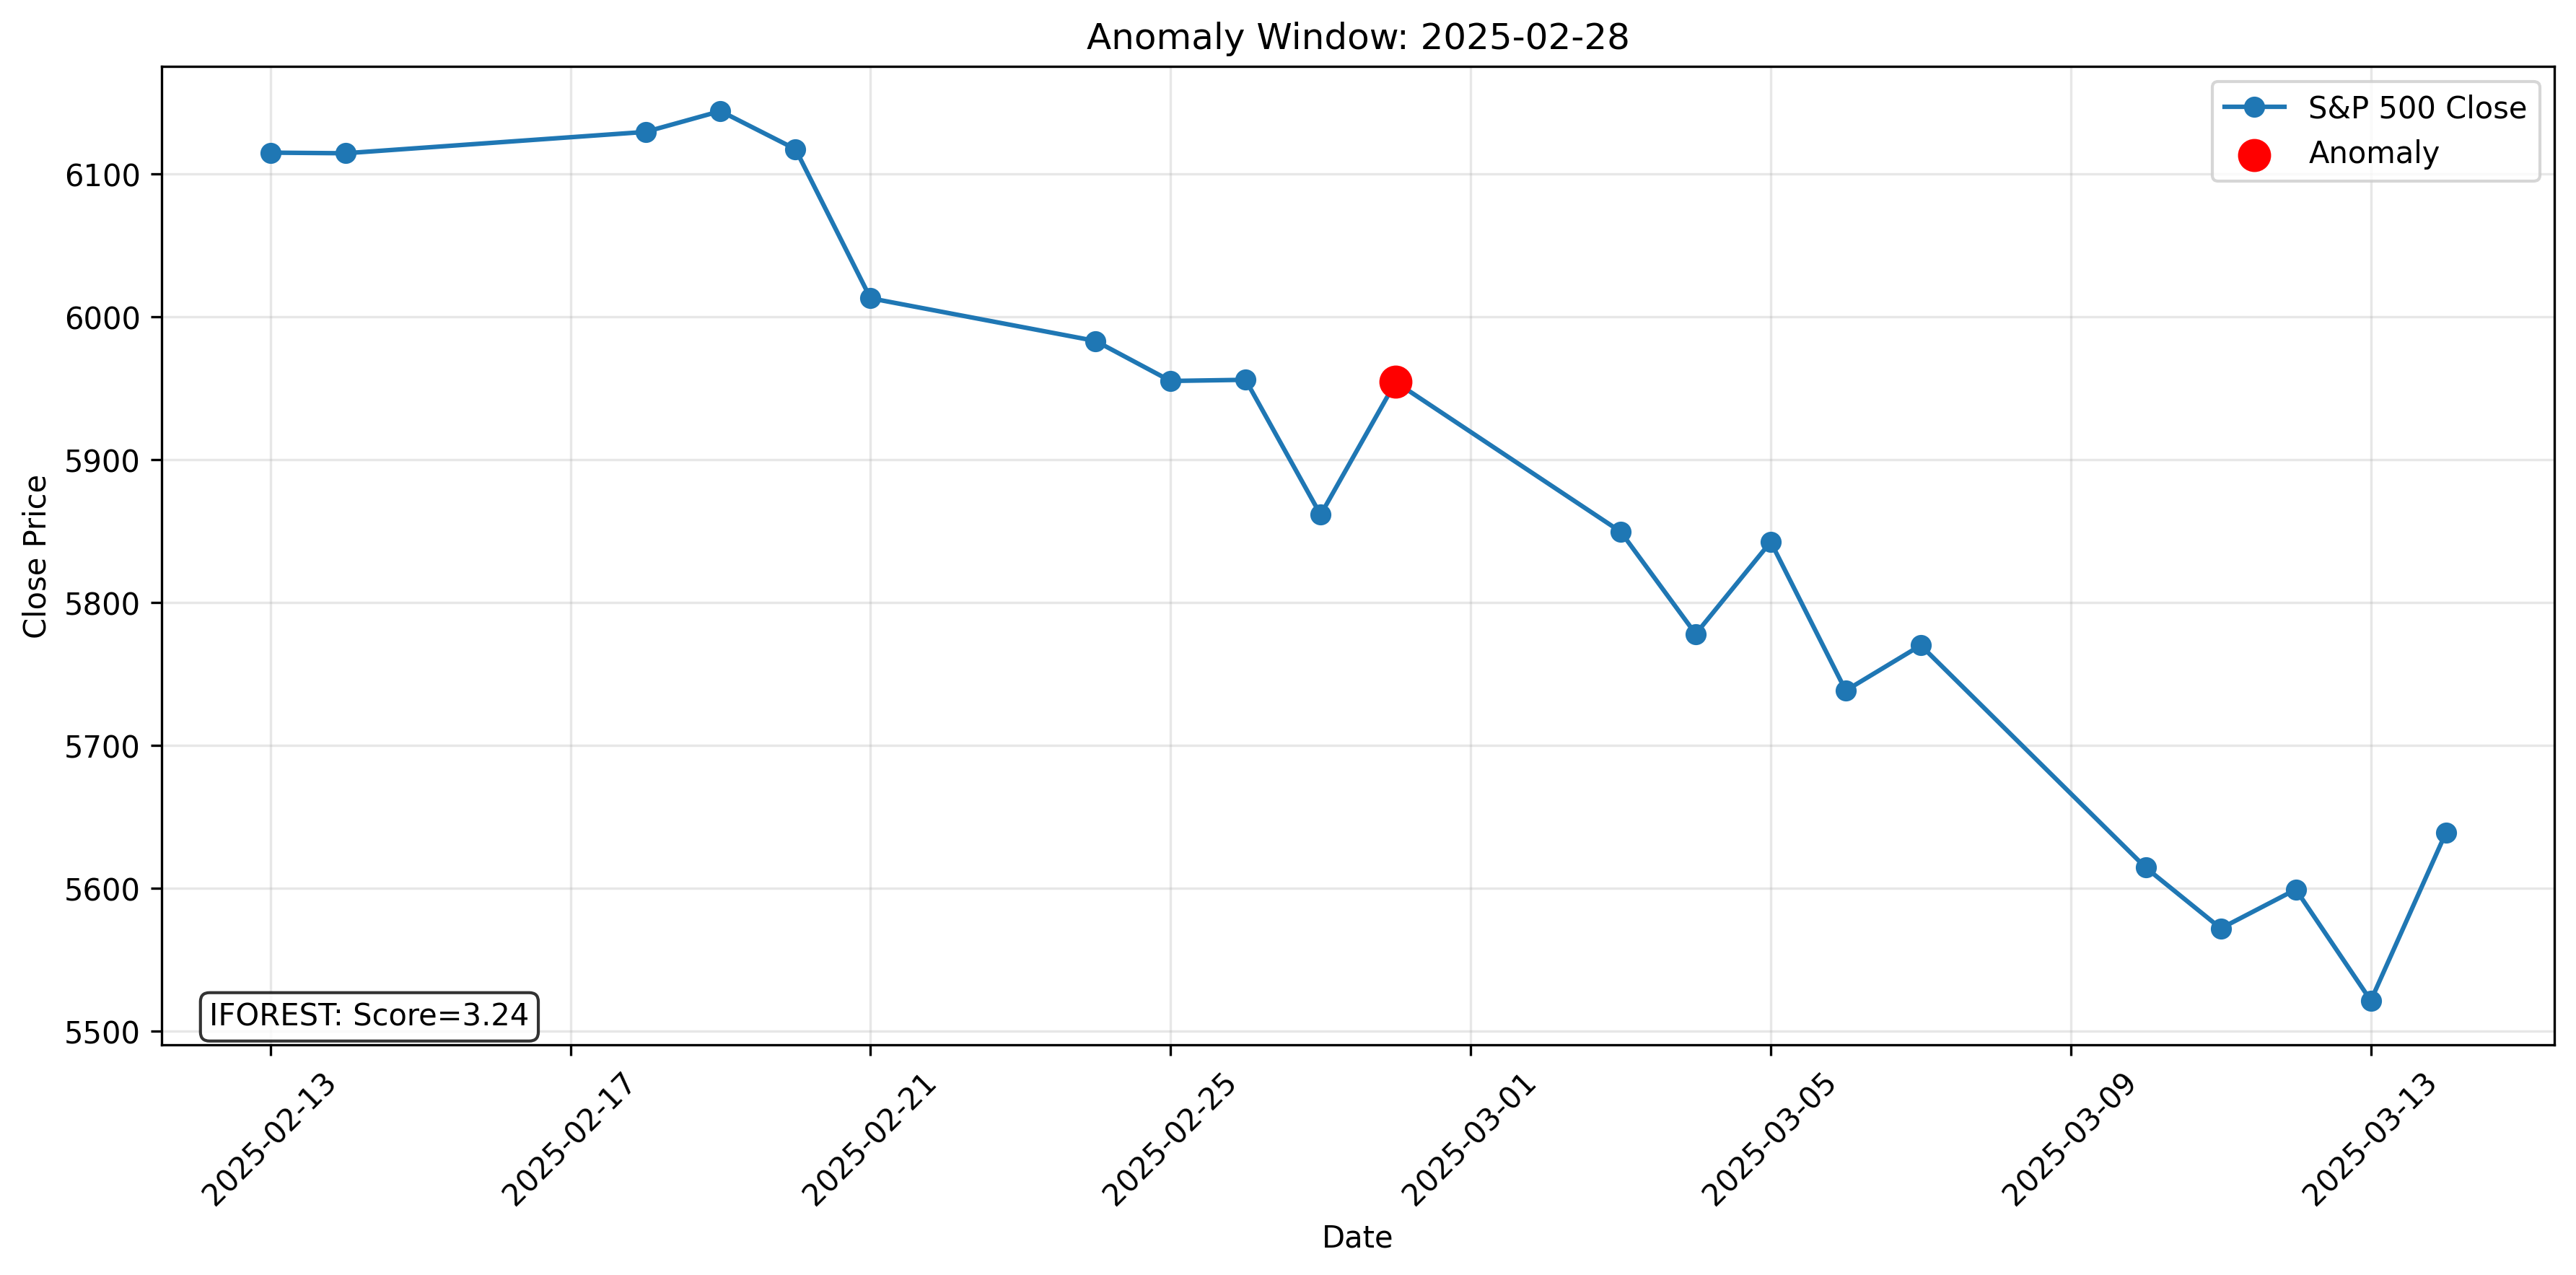 Anomaly Window: 2025-02-28
S&P 500 Close
Anomaly
Close Price
6100
6000
5900
5800
5700
5600
5500
IFOREST: Score=3.24
2025-02-13
2025-02-17
2025-02-21
2025-02-25
2025-03-01
2025-03-05
2025-03-09
2025-03-13
Date